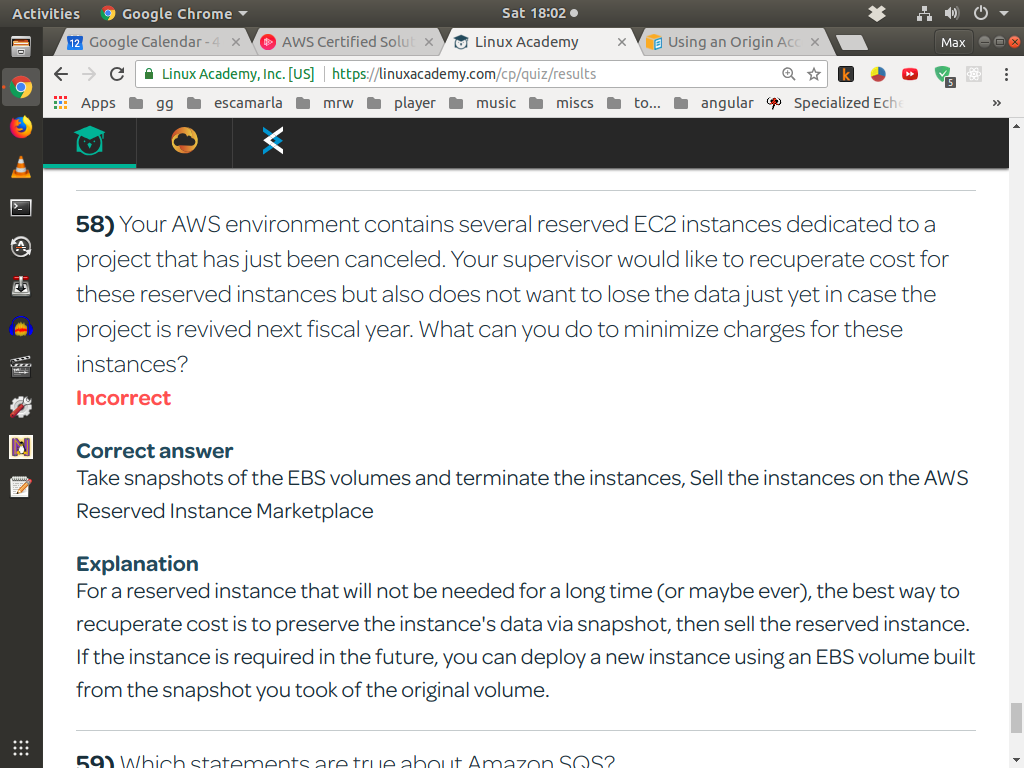 Activities Google Chrome Sat 18:02 Max
Google Calendar - 4 AWS Certified Solut Linux Academy Using an Origin Acc
Linux Academy, Inc. [US] https://linuxacademy.com/cp/quiz/results k 5
Apps gg escamarla mrw player music miscs to... angular Specialized Eche »
58) Your AWS environment contains several reserved EC2 instances dedicated to a
project that has just been canceled. Your supervisor would like to recuperate cost for
these reserved instances but also does not want to lose the data just yet in case the
project is revived next fiscal year. What can you do to minimize charges for these
instances?
Incorrect
Correct answer
Take snapshots of the EBS volumes and terminate the instances, Sell the instances on the AWS
Reserved Instance Marketplace
Explanation
For a reserved instance that will not be needed for a long time (or maybe ever), the best way to
recuperate cost is to preserve the instance's data via snapshot, then sell the reserved instance.
If the instance is required in the future, you can deploy a new instance using an EBS volume built
from the snapshot you took of the original volume.
59) Which statements are true about Amazon SQS?